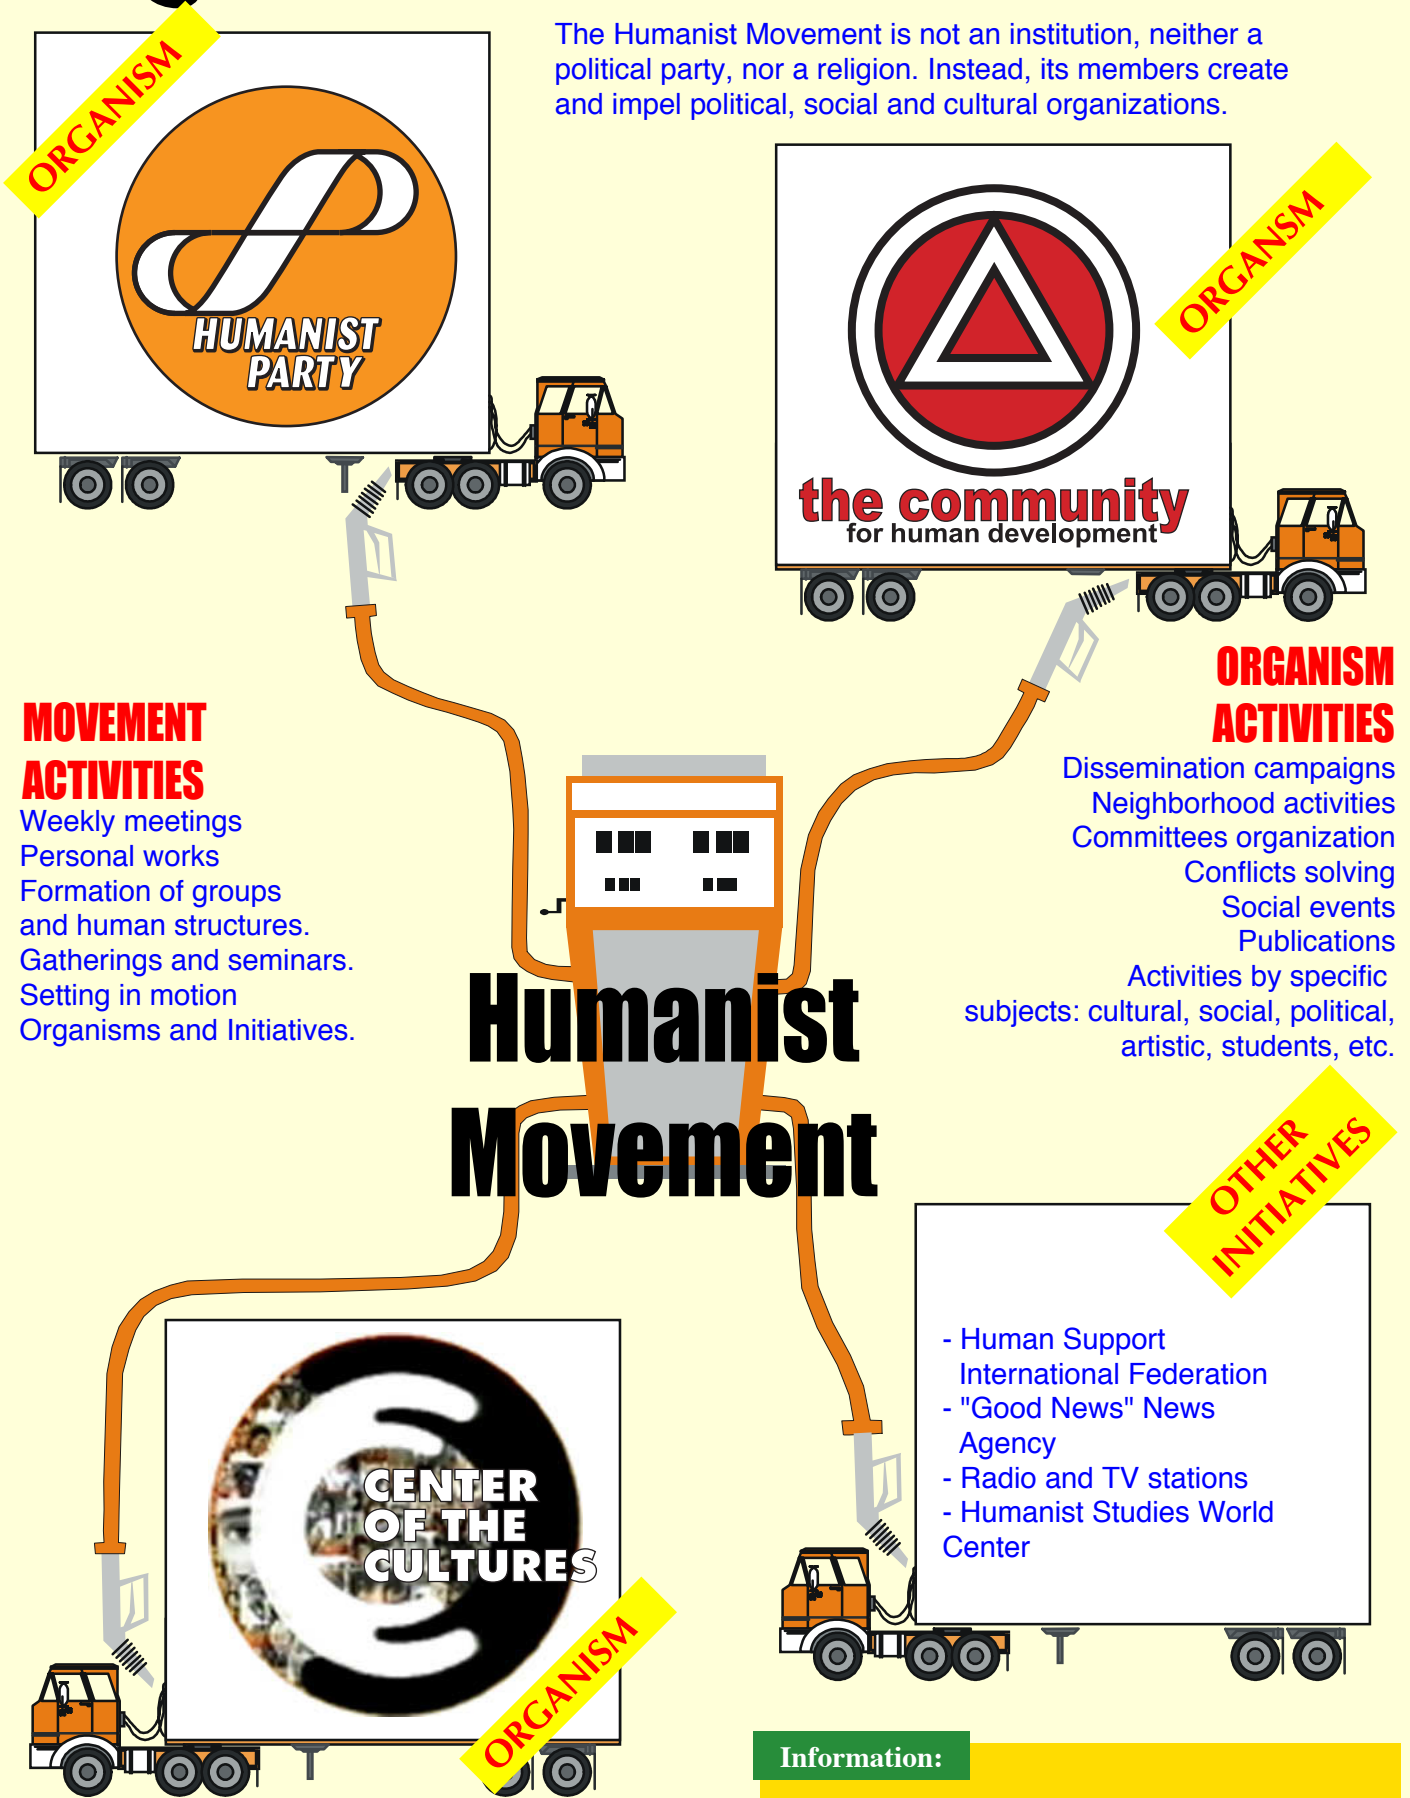 The Humanist Movement is not an institution, neither a
political party, nor a religion. Instead, its members create
and impel political, social and cultural organizations.
ORGANISM
HUMANIST
PARTY
ORGANSM
the community
for human development
MOVEMENT
ACTIVITIES
Weekly meetings
Personal works
Formation of groups
and human structures.
Gatherings and seminars.
Setting in motion
Organisms and Initiatives.
ORGANISM
ACTIVITIES
Dissemination campaigns
Neighborhood activities
Committees organization
Conflicts solving
Social events
Publications
Activities by specific
subjects: cultural, social, political,
artistic, students, etc.
Humanist
Movement
OTHER
INITIATIVES
- Human Support
International Federation
- "Good News" News
Agency
- Radio and TV stations
- Humanist Studies World
Center
CENTER
OF THE
CULTURES
ORGANISM
Information: